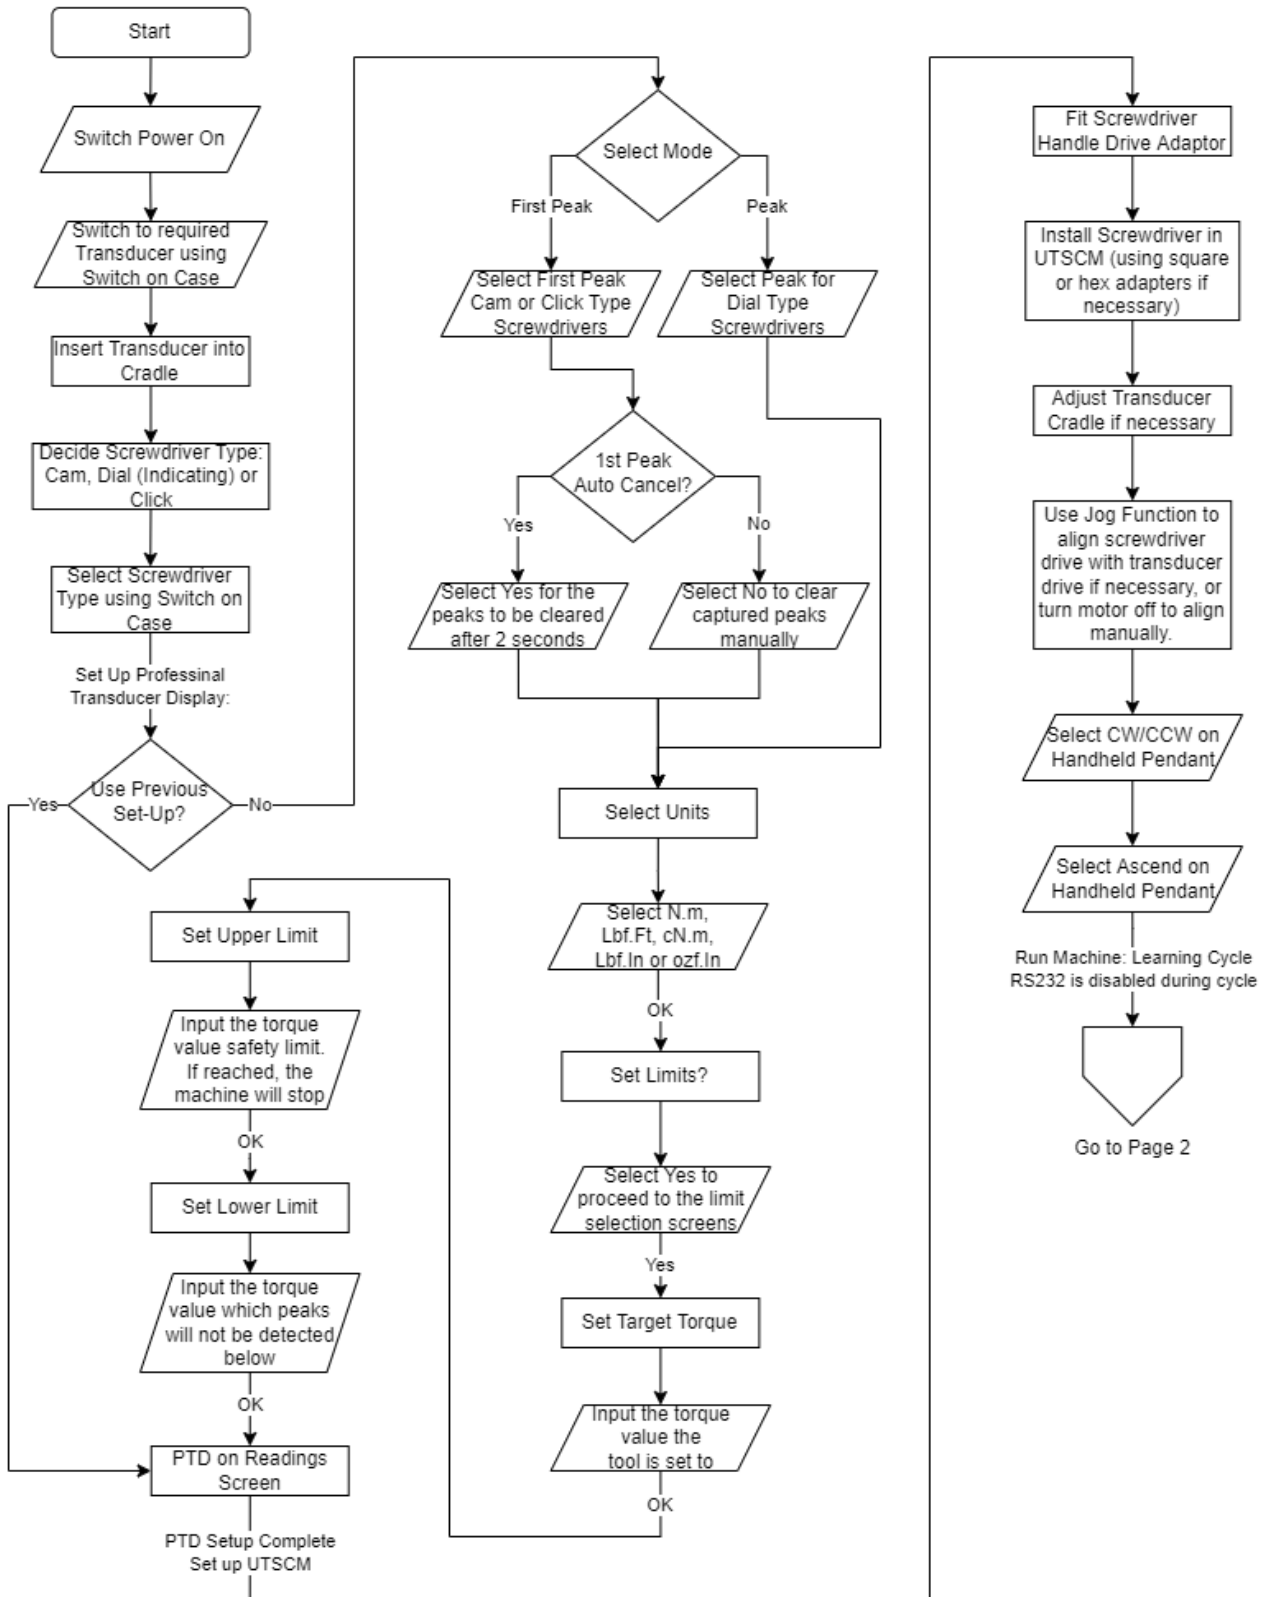 Start
Switch Power On
Switch to required
Transducer using
Switch on Case
Insert Transducer into
Cradle
Decide Screwdriver Type:
Cam, Dial (Indicating) or
Click
Select Screwdriver
Type using Switch on
Case
Set Up Professinal
Transducer Display:
Use Previous
Set-Up?
Yes
No
Select Mode
First Peak
Peak
Select First Peak
Cam or Click Type
Screwdrivers
Select Peak for
Dial Type
Screwdrivers
1st Peak
Auto Cancel?
Yes
No
Select Yes for the
peaks to be cleared
after 2 seconds
Select No to clear
captured peaks
manually
Select Units
Select N.m,
Lbf.Ft, cN.m,
Lbf.In or ozf.In
OK
Set Limits?
Select Yes to
proceed to the limit
selection screens
Yes
Set Target Torque
Input the torque
value the
tool is set to
OK
Set Upper Limit
Input the torque
value safety limit.
If reached, the
machine will stop
OK
Set Lower Limit
Input the torque
value which peaks
will not be detected
below
OK
PTD on Readings
Screen
PTD Setup Complete
Set up UTSCM
Fit Screwdriver
Handle Drive Adaptor
Install Screwdriver in
UTSCM (using square
or hex adapters if
necessary)
Adjust Transducer
Cradle if necessary
Use Jog Function to
align screwdriver
drive with transducer
drive if necessary, or
turn motor off to align
manually.
Select CW/CCW on
Handheld Pendant
Select Ascend on
Handheld Pendant
Run Machine: Learning Cycle
RS232 is disabled during cycle
Go to Page 2